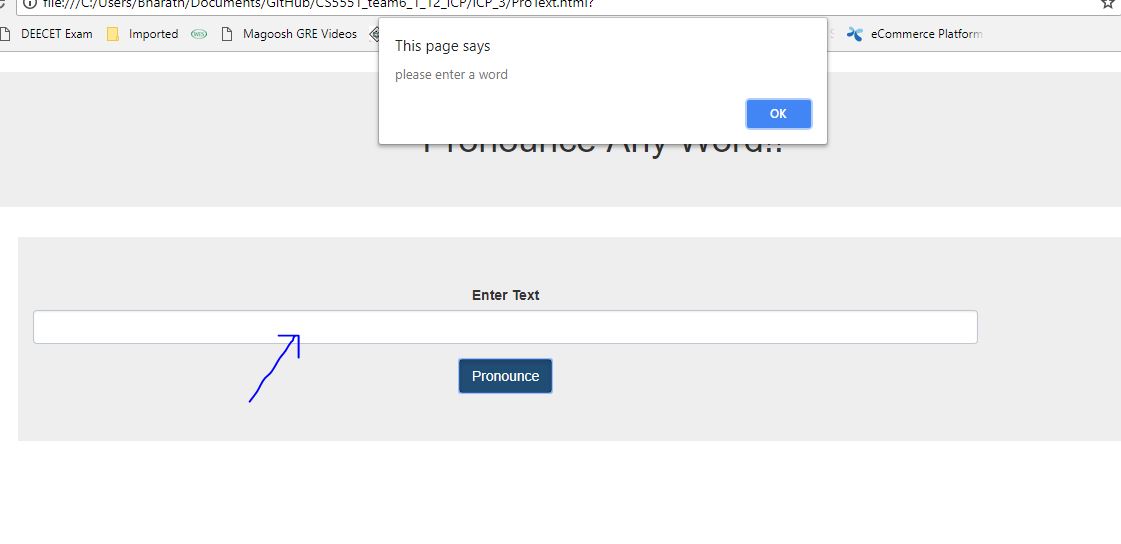 file:///C:/Users/Bharath/Documents/GitHub/CS5551_team6_1_12_ICP/ICP_3/ProText.html?
DEECET Exam Imported WES Magoosh GRE Videos eCommerce Platform
This page says
please enter a word
OK
Pronounce Any Word!!
Enter Text
Pronounce